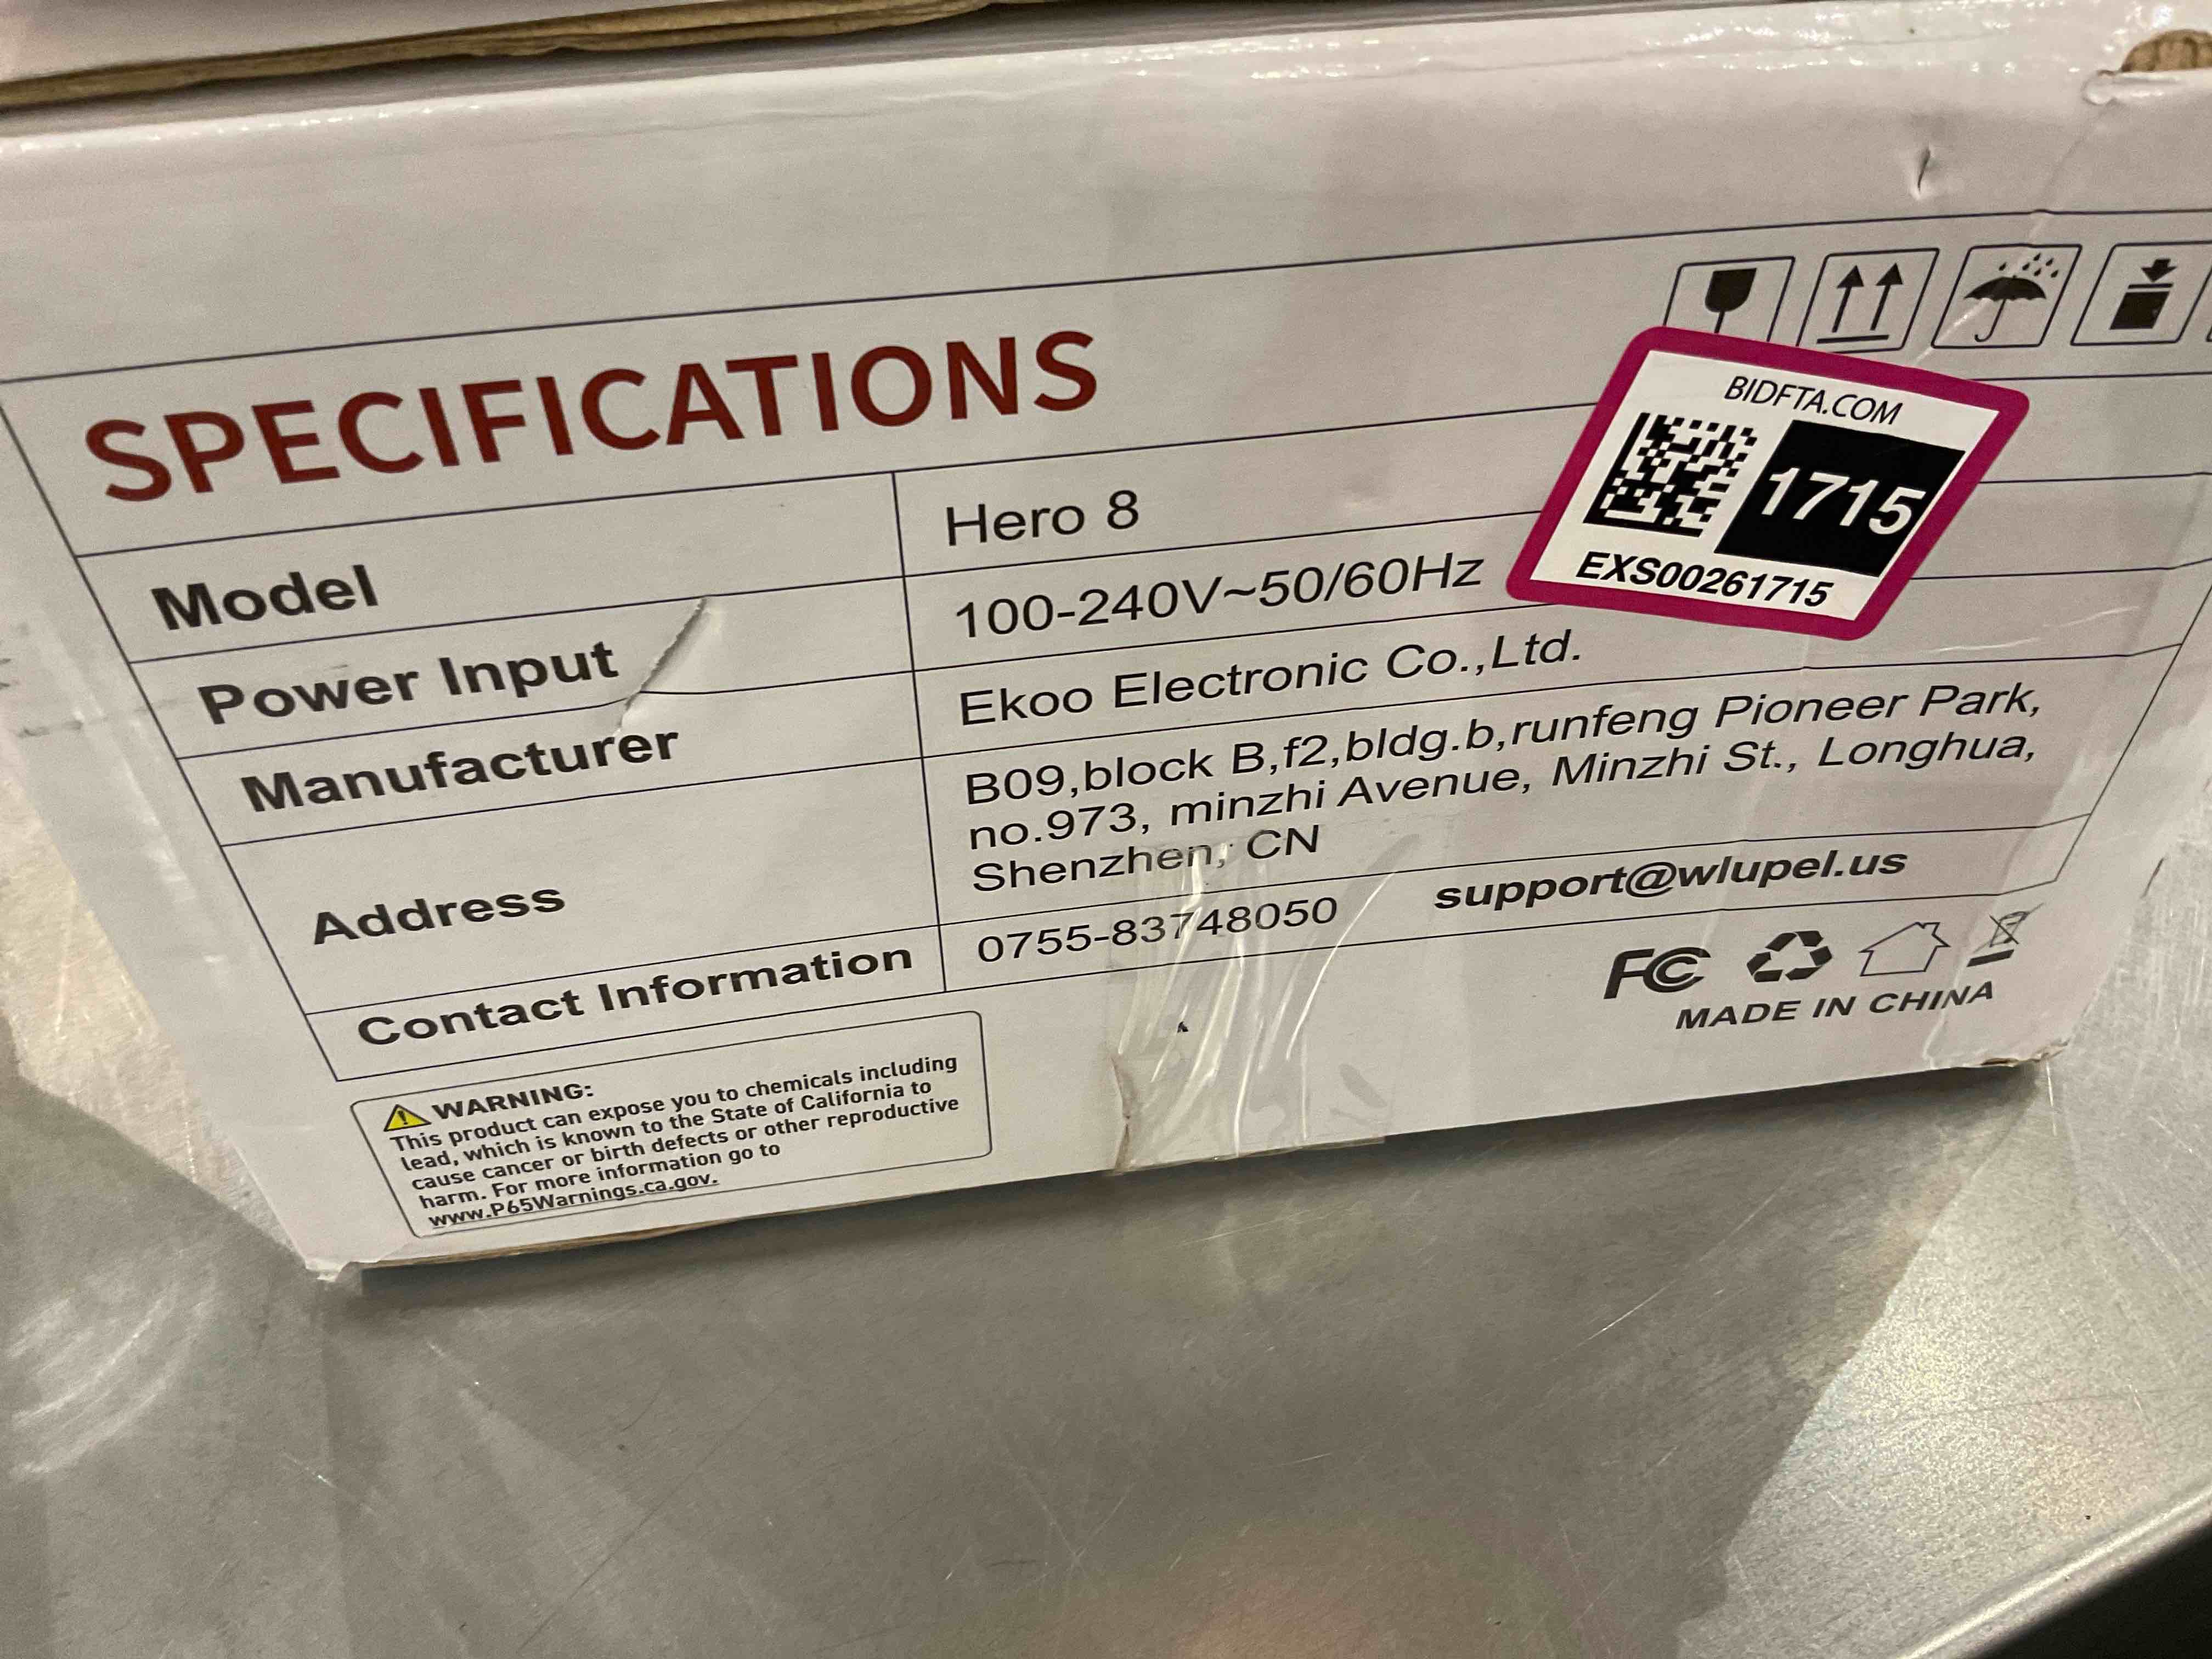 SPECIFICATIONS
BIDFTA.COM
1715
EXS00261715
Model
Hero 8
Power Input
100-240V~50/60Hz
Manufacturer
Ekoo Electronic Co.,Ltd.
Address
B09,block B,f2,bldg.b,runfeng Pioneer Park,
no.973, minzhi Avenue, Minzhi St., Longhua,
Shenzhen, CN
Contact Information
0755-83748050 support@wlupel.us
FC
MADE IN CHINA
WARNING:
This product can expose you to chemicals including
lead, which is known to the State of California to
cause cancer or birth defects or other reproductive
harm. For more information go to
www.P65Warnings.ca.gov.